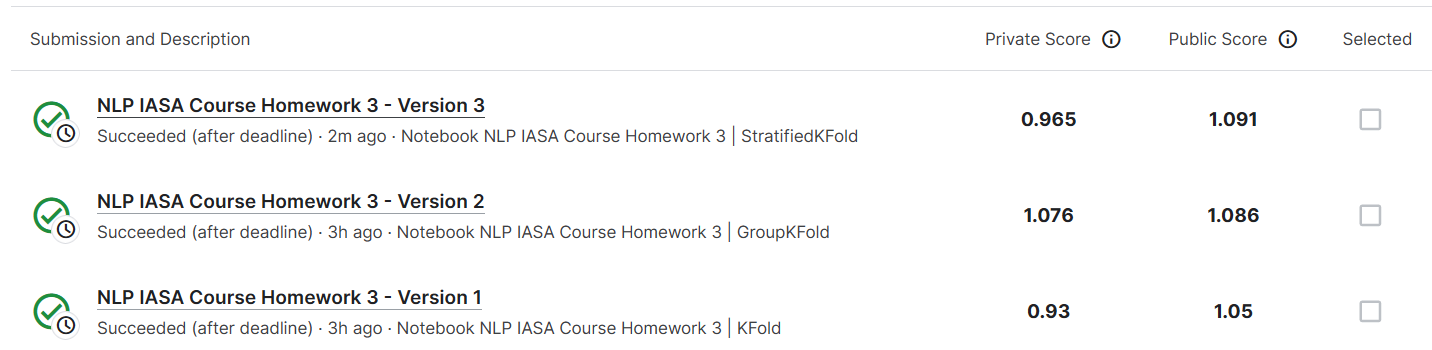 Submission and Description Private Score Public Score Selected
NLP IASA Course Homework 3 - Version 3
Succeeded (after deadline) · 2m ago · Notebook NLP IASA Course Homework 3 | StratifiedKFold
0.965 1.091
NLP IASA Course Homework 3 - Version 2
Succeeded (after deadline) · 3h ago · Notebook NLP IASA Course Homework 3 | GroupKFold
1.076 1.086
NLP IASA Course Homework 3 - Version 1
Succeeded (after deadline) · 3h ago · Notebook NLP IASA Course Homework 3 | KFold
0.93 1.05